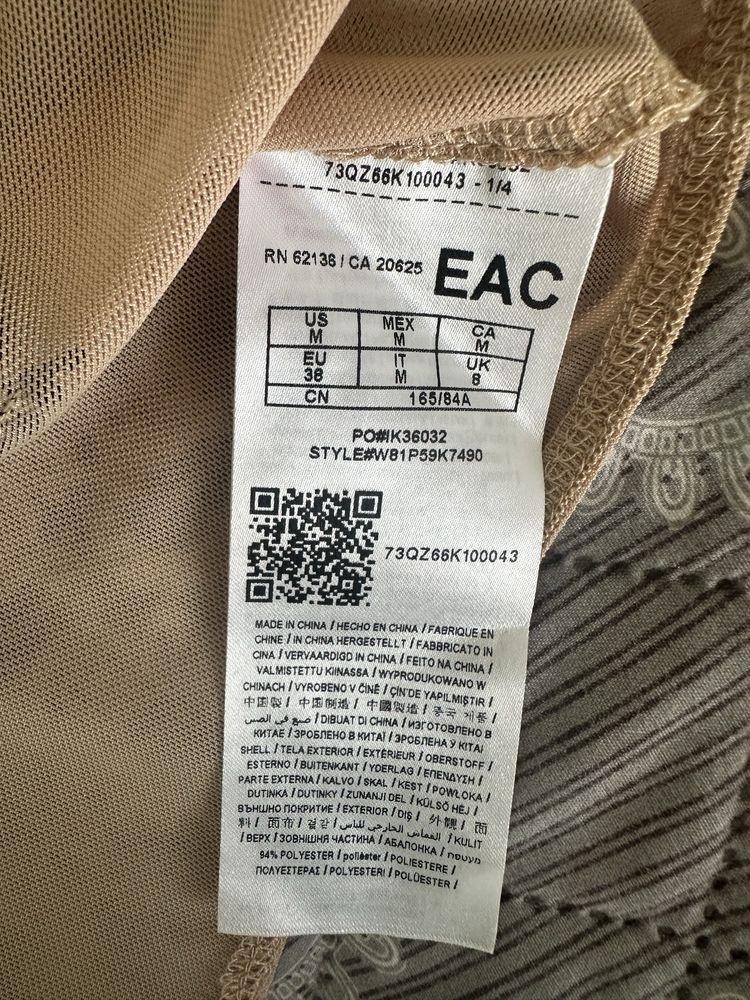 73QZ66K100043 - 1/4
RN 62136 / CA 20625 EAC
US MEX CA
M M M
EU IT UK
38 M 8
CN 165/84A
PO#IK36032
STYLE#W81P59K7490
73QZ66K100043
MADE IN CHINA / HECHO EN CHINA / FABRIQUE EN
CHINE / IN CHINA HERGESTELLT / FABBRICATO IN
CINA / VERVAARDIGD IN CHINA / FEITO NA CHINA /
VALMISTETTU KIINASSA / WYPRODUKOWANO W
CHINACH / VYROBENO V ČÍNĚ / ÇIN'DE YAPILMIŞTIR /
中国製 / 中国制造 / 中國製造 / 중국 제품 /
صنع في الصين / DIBUAT DI CHINA / ИЗГОТОВЛЕНО В
КИТАЕ / ЗРОБЛЕНО В КИТАЇ / ЗРОБЛЕНА У КІТАІ
SHELL / TELA EXTERIOR / EXTÉRIEUR / OBERSTOFF /
ESTERNO / BUITENKANT / YDERLAG / ΕΠΕΝΔΥΣΗ /
PARTE EXTERNA / KALVO / SKAL / KEST / POWŁOKA /
DUTINKA / DUTINKY / ZUNANJI DEL / KÜLSŐ HÉJ /
ВЪНШНО ПОКРИТИЕ / EXTERIOR / DIŞ / 外観 / 面
料 / 面布 / 겉감 / القماش الخارجي للباس / KULIT
/ ВЕРХ / ЗОВНІШНЯ ЧАСТИНА / АБАЛОНКА / מעטפת
94% POLYESTER / poliéster / POLIESTERE /
ΠΟΛΥΕΣΤΕΡΑΣ / POLYESTERI / POLÜESTER /